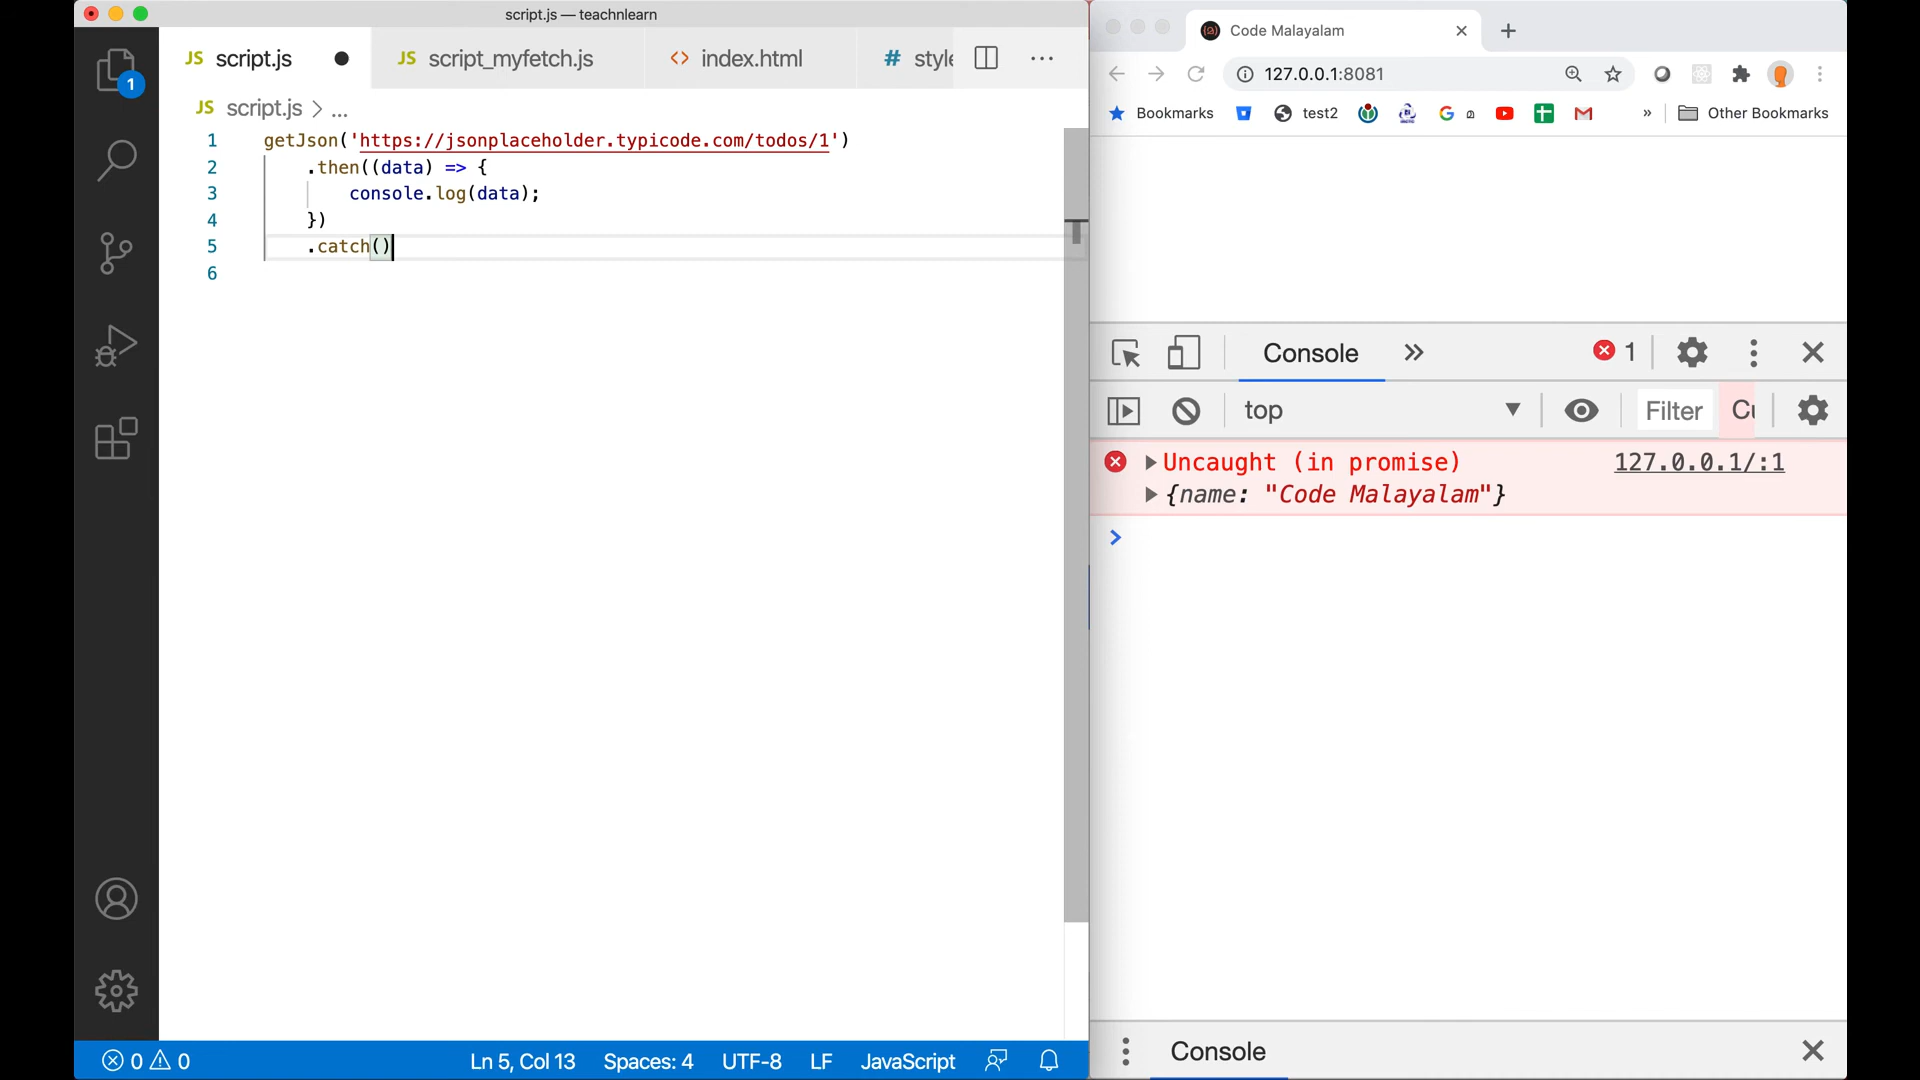 script.js — teachnlearn
JS script.js
JS script_myfetch.js
<> index.html
# style
JS script.js > ...
1 getJson('https://jsonplaceholder.typicode.com/todos/1')
2 .then((data) => {
3 console.log(data);
4 })
5 .catch()
6
1
0 0
Ln 5, Col 13
Spaces: 4
UTF-8
LF
JavaScript
Code Malayalam
127.0.0.1:8081
Bookmarks
test2
G മ
» Other Bookmarks
Console
1
top
Filter
Uncaught (in promise) 127.0.0.1/:1
{name: "Code Malayalam"}
Console